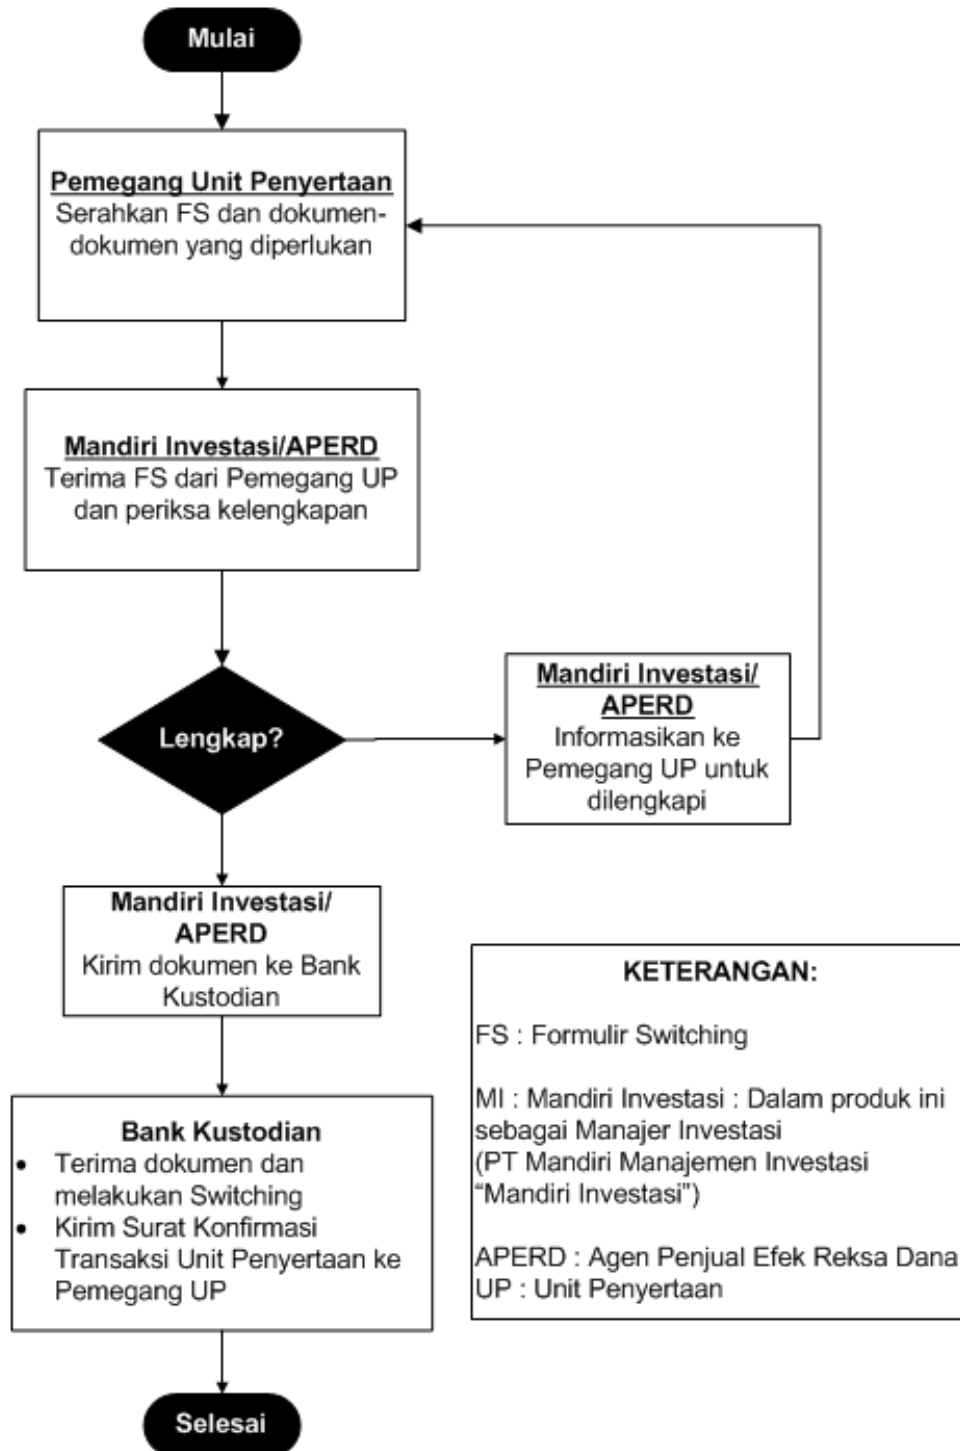 Mulai
Pemegang Unit Penyertaan
Serahkan FS dan dokumen-
dokumen yang diperlukan
Mandiri Investasi/APERD
Terima FS dari Pemegang UP
dan periksa kelengkapan
Lengkap?
Mandiri Investasi/
APERD
Informasikan ke
Pemegang UP untuk
dilengkapi
Mandiri Investasi/
APERD
Kirim dokumen ke Bank
Kustodian
Bank Kustodian
• Terima dokumen dan
melakukan Switching
• Kirim Surat Konfirmasi
Transaksi Unit Penyertaan ke
Pemegang UP
Selesai
KETERANGAN:
FS : Formulir Switching
MI : Mandiri Investasi : Dalam produk ini
sebagai Manajer Investasi
(PT Mandiri Manajemen Investasi
“Mandiri Investasi”)
APERD : Agen Penjual Efek Reksa Dana
UP : Unit Penyertaan